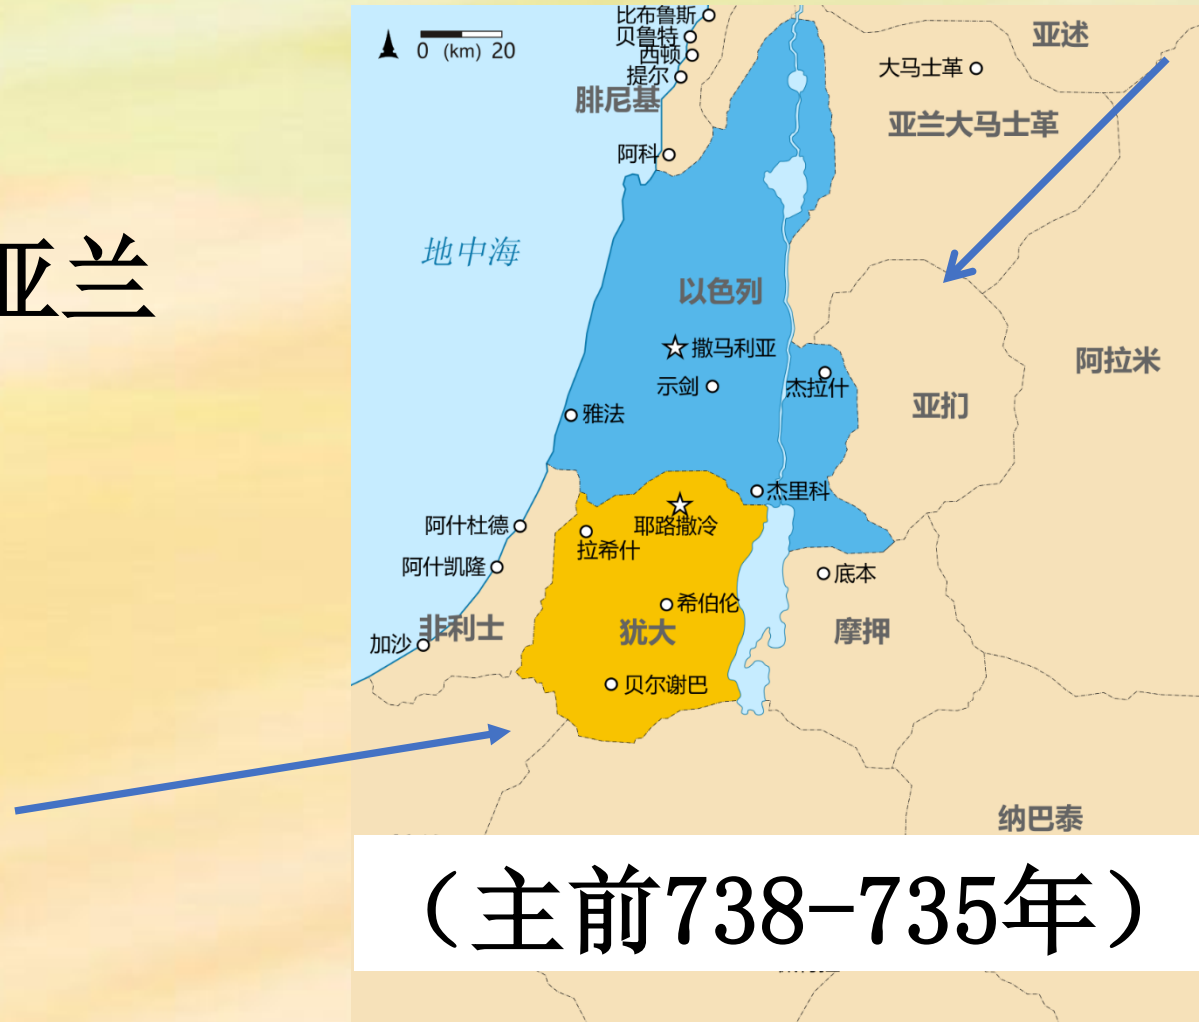 比布鲁斯
贝鲁特
西顿
提尔
腓尼基
0 (km) 20
亚述
大马士革
亚兰大马士革
阿科
亚兰
地中海
以色列
撒马利亚
示剑
杰拉什
雅法
阿拉米
亚扪
杰里科
耶路撒冷
阿什杜德
拉希什
阿什凯隆
底本
希伯伦
非利士
犹大
摩押
加沙
贝尔谢巴
纳巴泰
（主前738-735年）